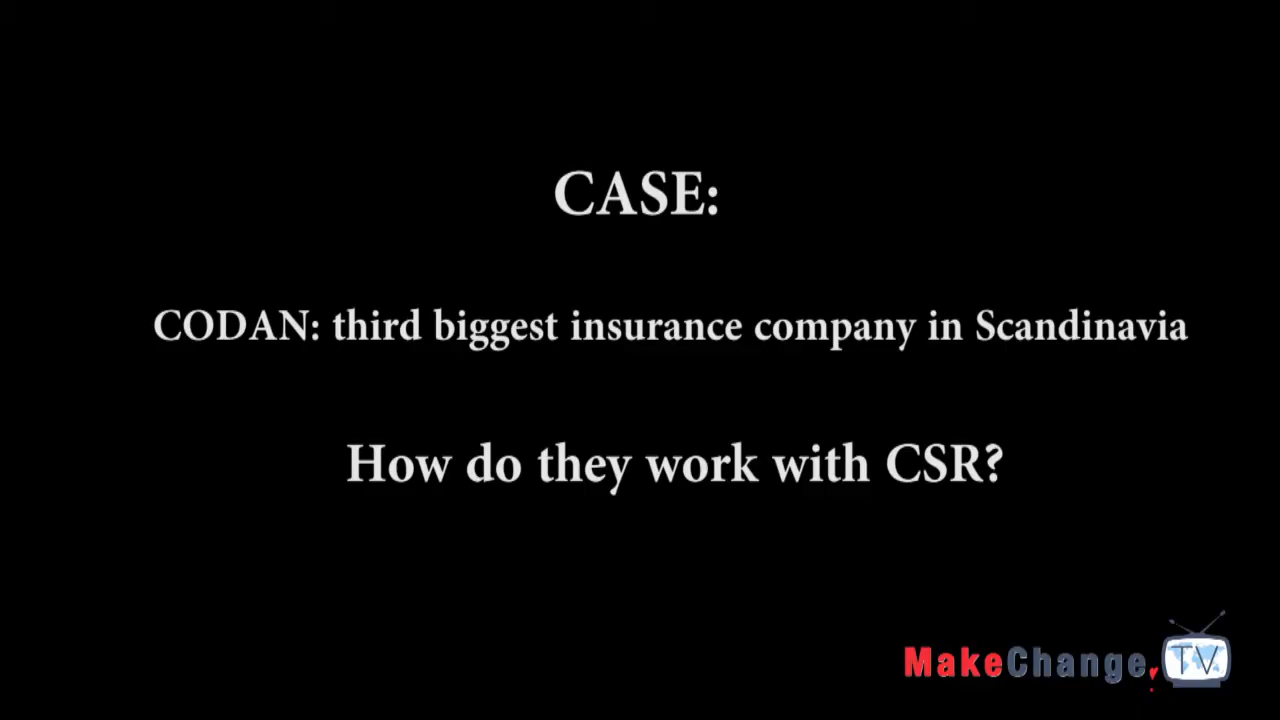 CASE:
CODAN: third biggest insurance company in Scandinavia
How do they work with CSR?
MakeChange TV